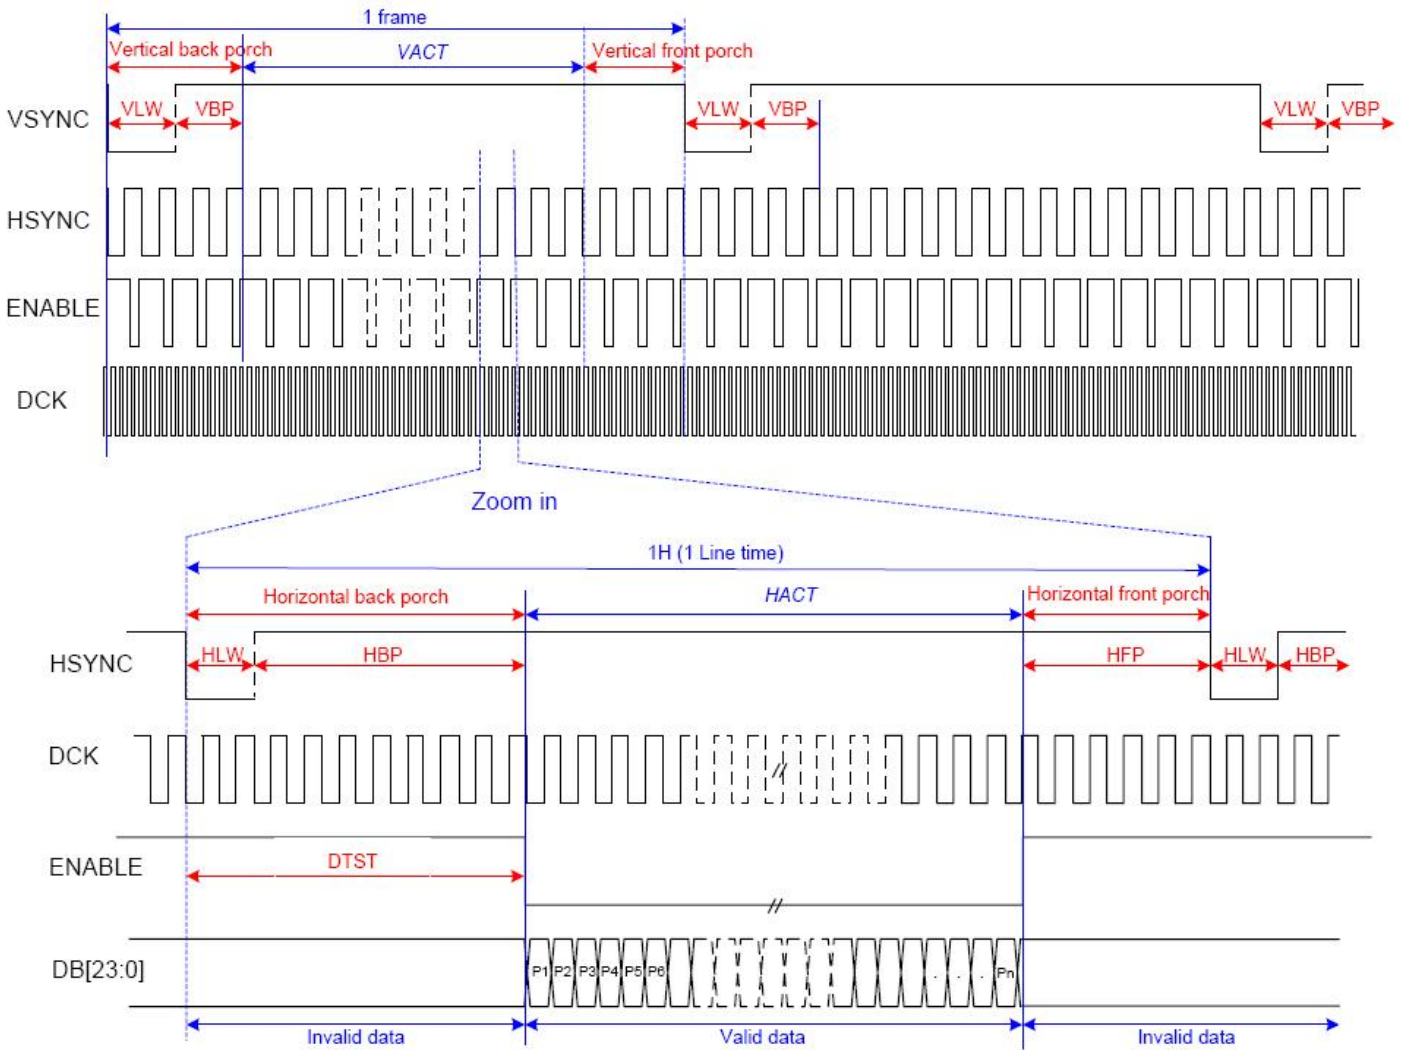 1 frame
Vertical back porch VACT Vertical front porch
VSYNC VLW VBP VLW VBP VLW VBP
HSYNC
ENABLE
DCK
Zoom in
1H (1 Line time)
Horizontal back porch HACT Horizontal front porch
HSYNC HLW HBP HFP HLW HBP
DCK //
ENABLE DTST
//
DB[23:0] P1 P2 P3 P4 P5 P6 . . . Pn
Invalid data Valid data Invalid data